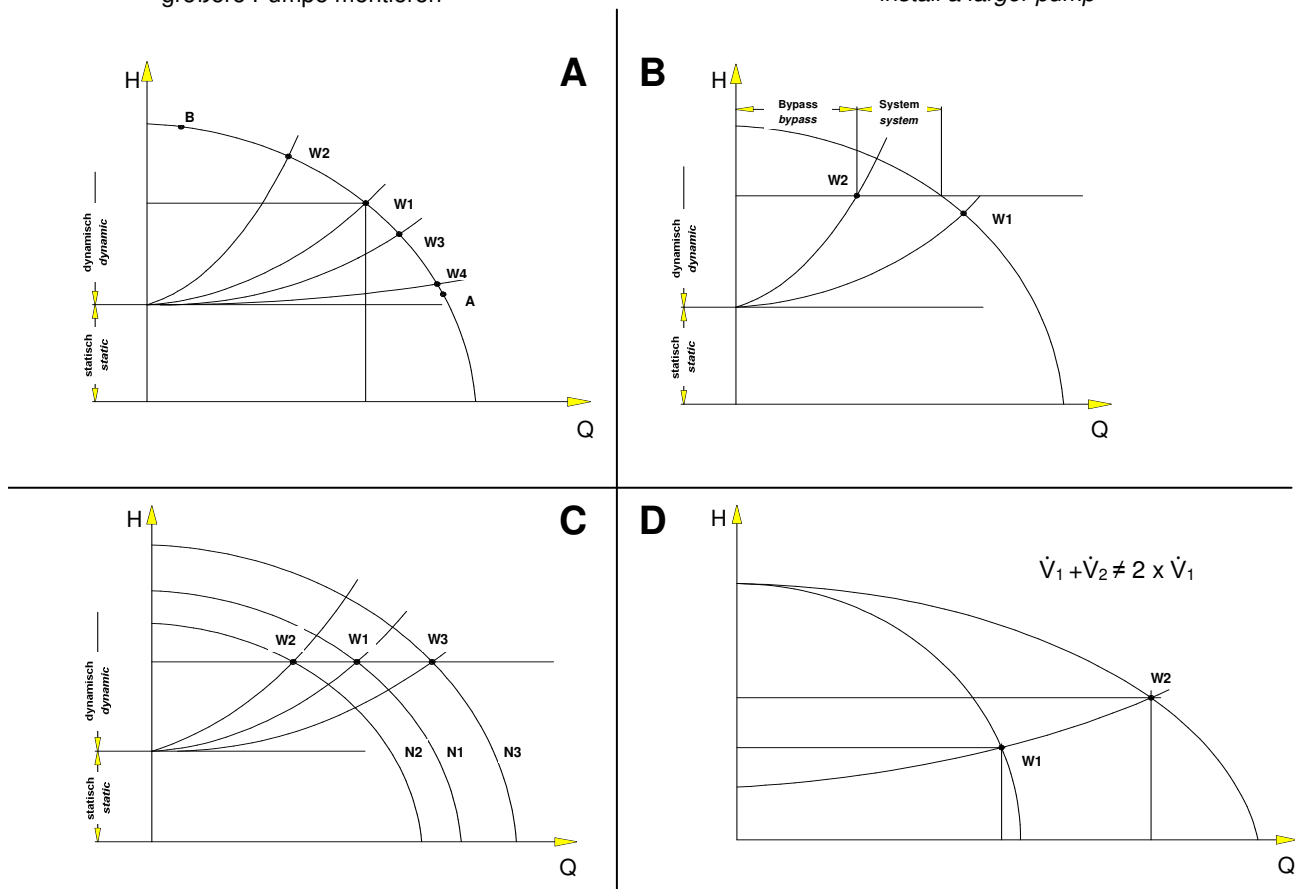 größere Pumpe montieren
install a larger pump
A
H
B
W2
W1
W3
W4
A
dynamisch
dynamic
statisch
static
Q
B
H
Bypass
bypass
System
system
W2
W1
dynamisch
dynamic
statisch
static
Q
C
H
W2
W1
W3
N2
N1
N3
dynamisch
dynamic
statisch
static
Q
D
H
V̇₁ +V̇₂ ≠ 2 x V̇₁
W2
W1
Q